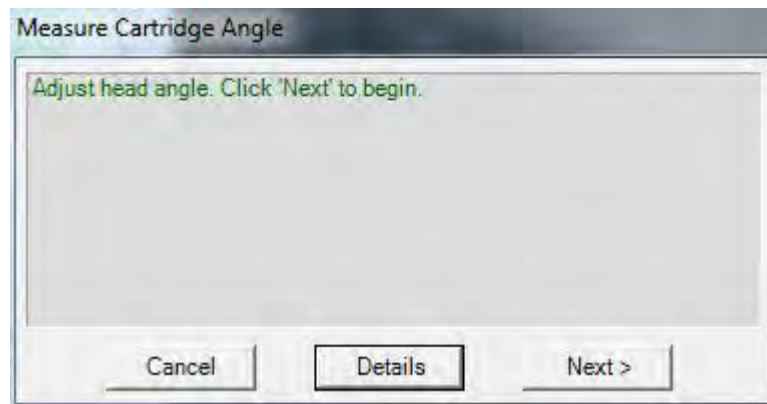 Measure Cartridge Angle
Adjust head angle. Click 'Next' to begin.
Cancel Details Next >